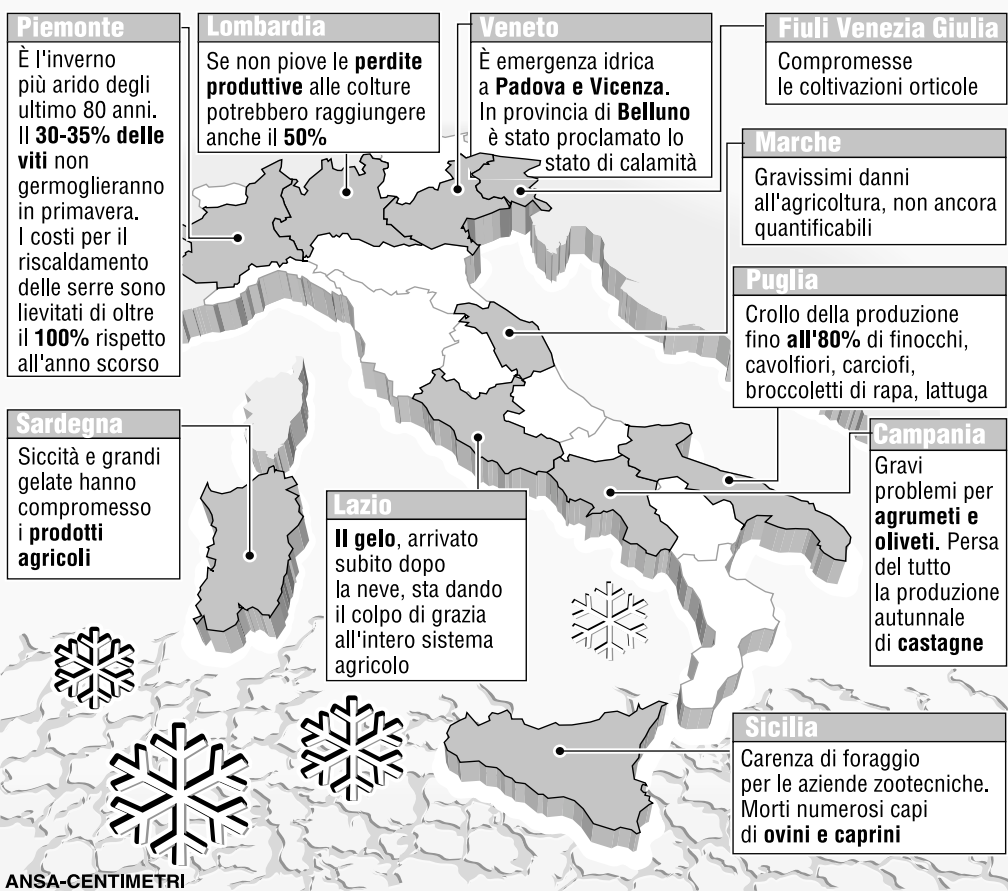 Piemonte
È l'inverno
più arido degli
ultimo 80 anni.
Il 30-35% delle
viti non
germoglieranno
in primavera.
I costi per il
riscaldamento
delle serre sono
lievitati di oltre
il 100% rispetto
all'anno scorso
Lombardia
Se non piove le perdite
produttive alle colture
potrebbero raggiungere
anche il 50%
Veneto
È emergenza idrica
a Padova e Vicenza.
In provincia di Belluno
è stato proclamato lo
stato di calamità
Fiuli Venezia Giulia
Compromesse
le coltivazioni orticole
Marche
Gravissimi danni
all'agricoltura, non ancora
quantificabili
Puglia
Crollo della produzione
fino all'80% di finocchi,
cavolfiori, carciofi,
broccoletti di rapa, lattuga
Sardegna
Siccità e grandi
gelate hanno
compromesso
i prodotti
agricoli
Lazio
Il gelo, arrivato
subito dopo
la neve, sta dando
il colpo di grazia
all'intero sistema
agricolo
Campania
Gravi
problemi per
agrumeti e
oliveti. Persa
del tutto
la produzione
autunnale
di castagne
Sicilia
Carenza di foraggio
per le aziende zootecniche.
Morti numerosi capi
di ovini e caprini
ANSA-CENTIMETRI